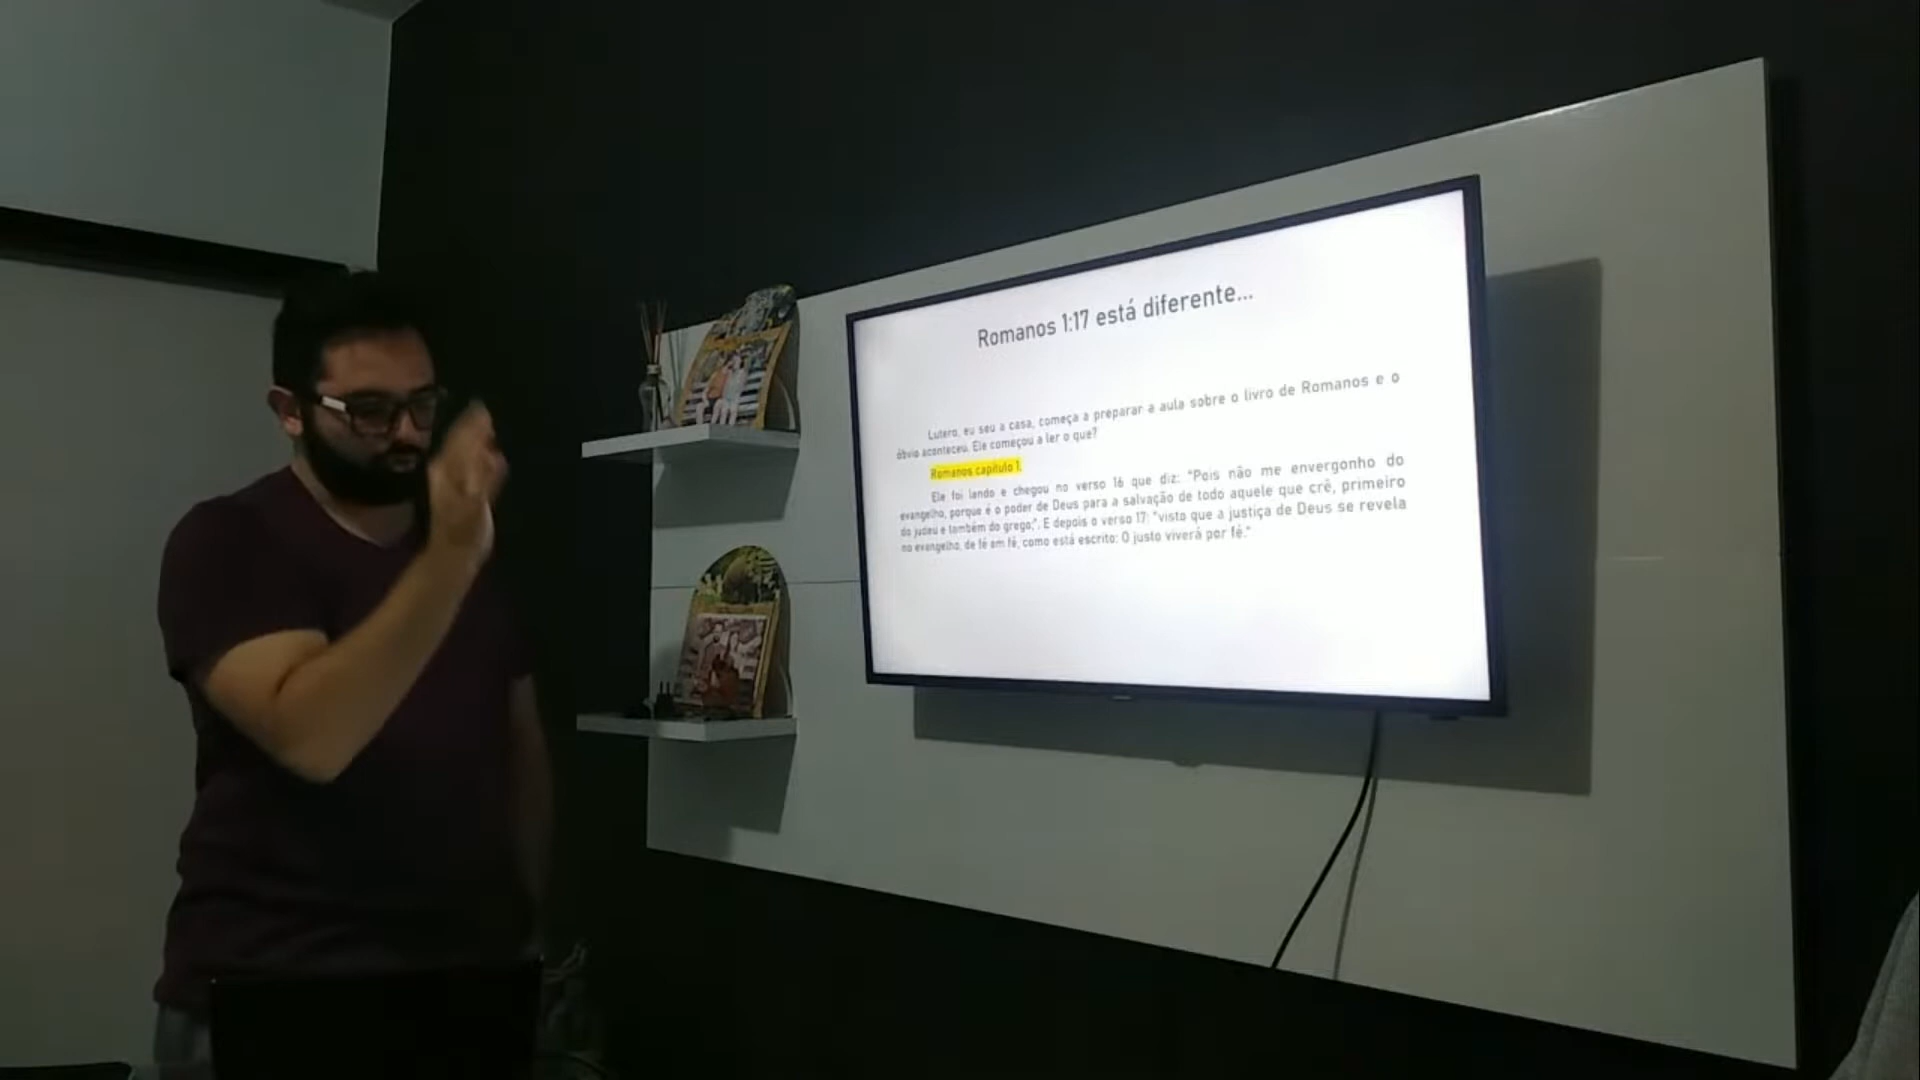 Romanos 1:17 está diferente...
Lutero, eu seu a casa, começa a preparar a aula sobre o livro de Romanos e o
óbvio aconteceu. Ele começou a ler o que?
Romanos capítulo 1.
Ele foi lendo e chegou no verso 16 que diz: "Pois não me envergonho do
evangelho, porque é o poder de Deus para a salvação de todo aquele que crê, primeiro
do judeu e também do grego;". E depois o verso 17: "visto que a justiça de Deus se revela
no evangelho, de fé em fé, como está escrito: O justo viverá por fé."